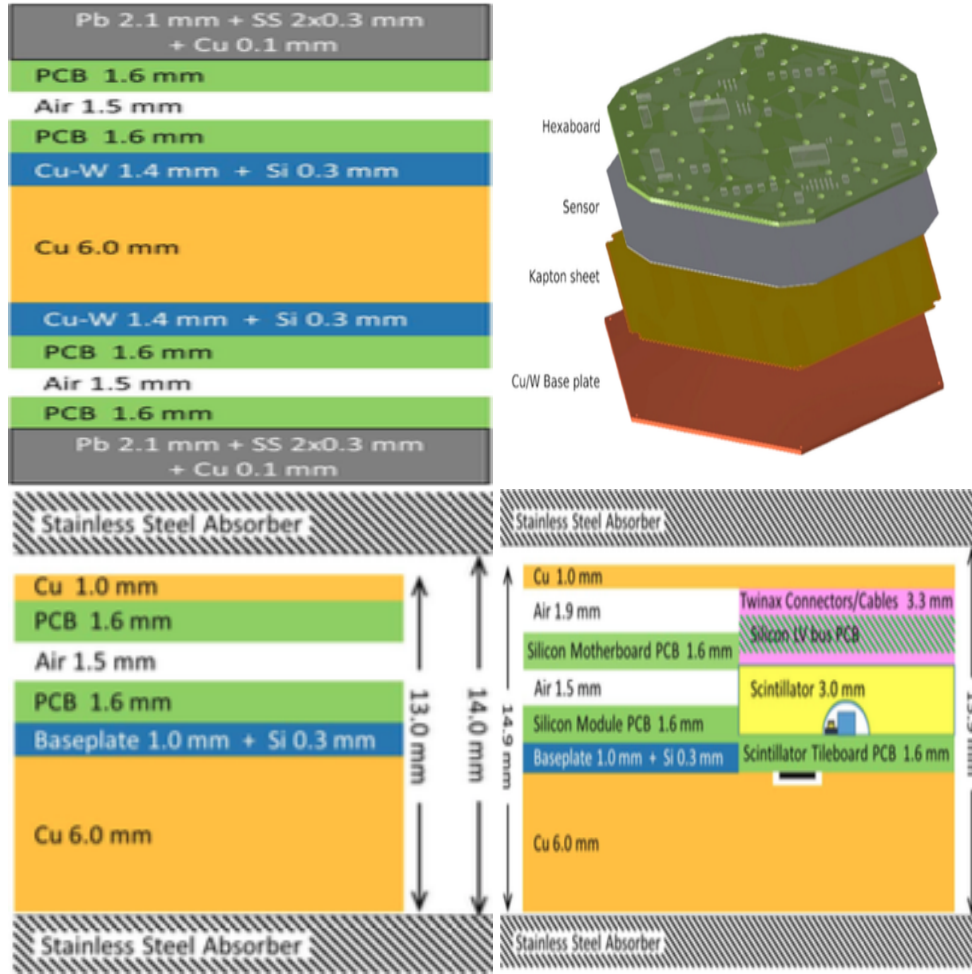 Pb 2.1 mm + SS 2x0.3 mm
+ Cu 0.1 mm
PCB 1.6 mm
Air 1.5 mm
PCB 1.6 mm
Cu-W 1.4 mm + Si 0.3 mm
Cu 6.0 mm
Cu-W 1.4 mm + Si 0.3 mm
PCB 1.6 mm
Air 1.5 mm
PCB 1.6 mm
Pb 2.1 mm + SS 2x0.3 mm
+ Cu 0.1 mm
Hexaboard
Sensor
Kapton sheet
Cu/W Base plate
Stainless Steel Absorber
Cu 1.0 mm
PCB 1.6 mm
Air 1.5 mm
PCB 1.6 mm
Baseplate 1.0 mm + Si 0.3 mm
Cu 6.0 mm
13.0 mm
14.0 mm
Stainless Steel Absorber
Stainless Steel Absorber
Cu 1.0 mm
Air 1.9 mm
Silicon Motherboard PCB 1.6 mm
Air 1.5 mm
Silicon Module PCB 1.6 mm
Baseplate 1.0 mm + Si 0.3 mm
Twinax Connectors/Cables 3.3 mm
Silicon LV bus PCB
Scintillator 3.0 mm
Scintillator Tileboard PCB 1.6 mm
Cu 6.0 mm
14.9 mm
Stainless Steel Absorber